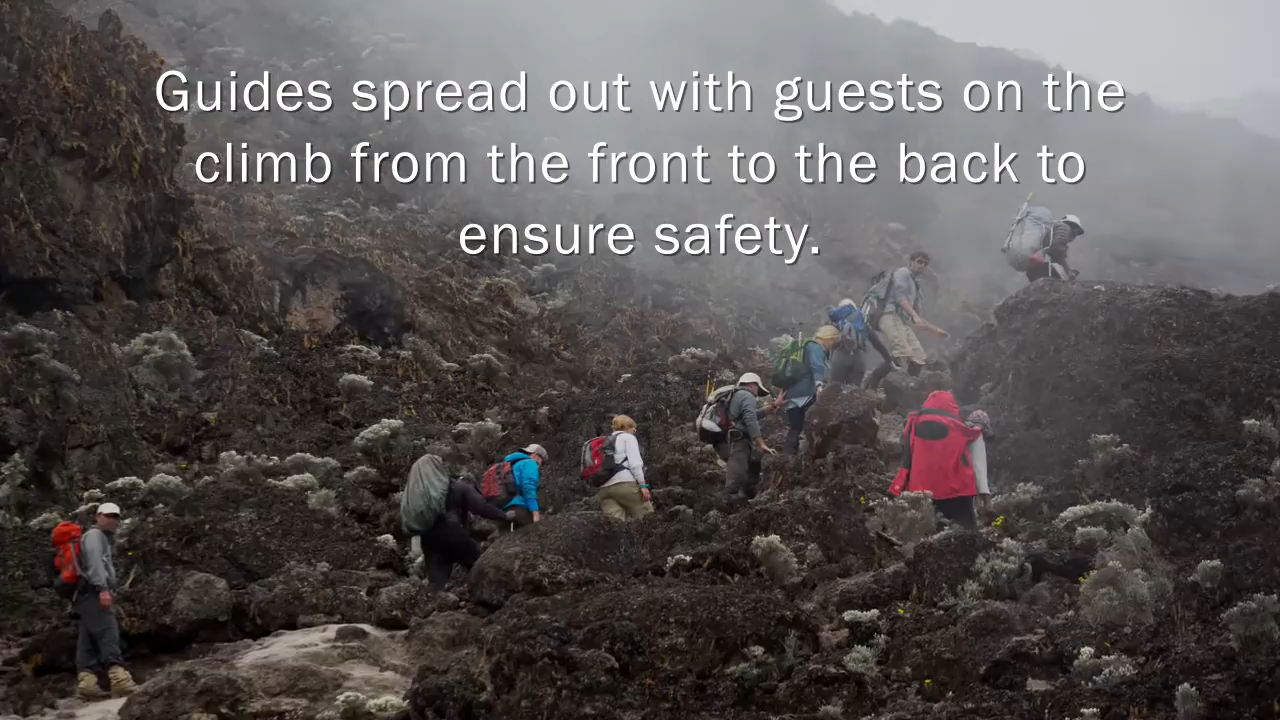 Guides spread out with guests on the
climb from the front to the back to
ensure safety.